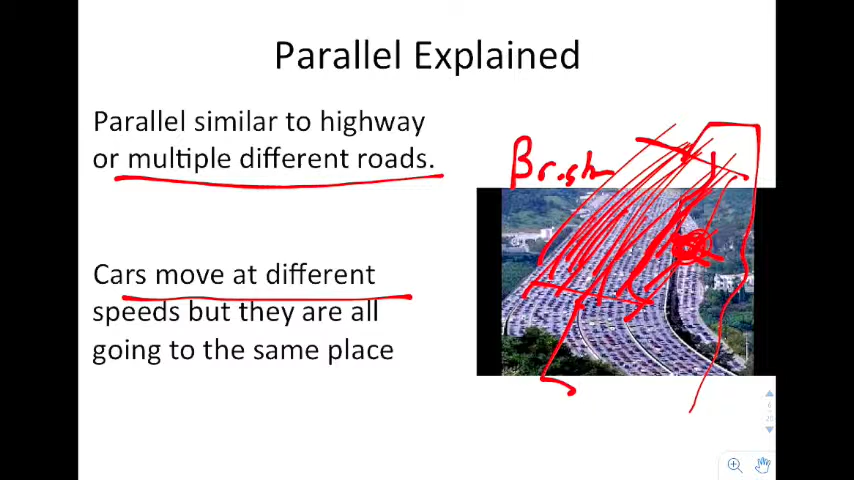 Parallel Explained
Parallel similar to highway
or multiple different roads.
Cars move at different
speeds but they are all
going to the same place